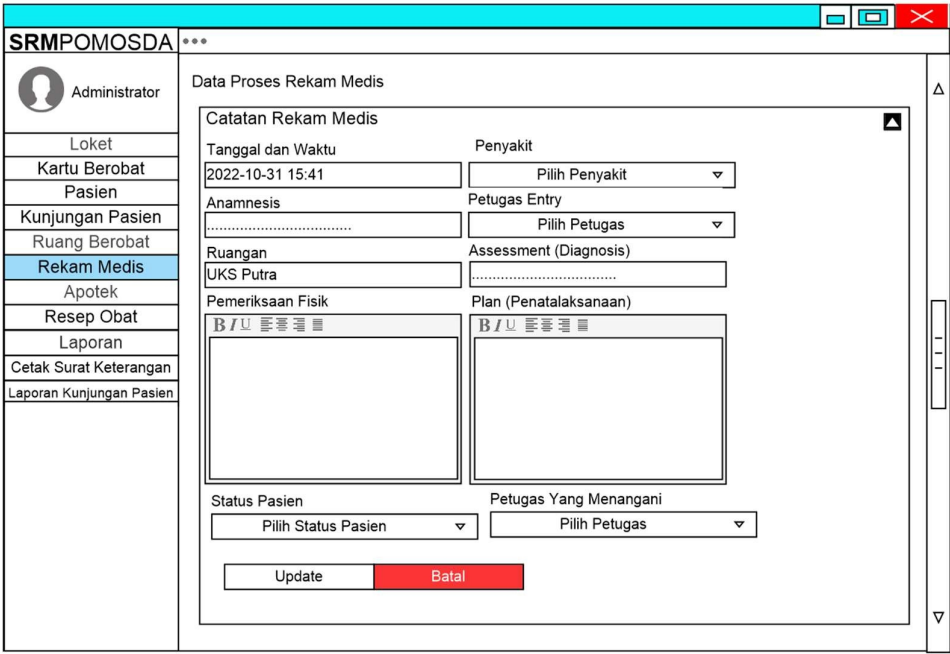 SRMPOMOSDA
Administrator
Loket
Kartu Berobat
Pasien
Kunjungan Pasien
Ruang Berobat
Rekam Medis
Apotek
Resep Obat
Laporan
Cetak Surat Keterangan
Laporan Kunjungan Pasien
Data Proses Rekam Medis
Catatan Rekam Medis
Tanggal dan Waktu
2022-10-31 15:41
Penyakit
Pilih Penyakit
Anamnesis
..................................
Petugas Entry
Pilih Petugas
Ruangan
UKS Putra
Assessment (Diagnosis)
..................................
Pemeriksaan Fisik
B I U
Plan (Penatalaksanaan)
B I U
Status Pasien
Pilih Status Pasien
Petugas Yang Menangani
Pilih Petugas
Update
Batal